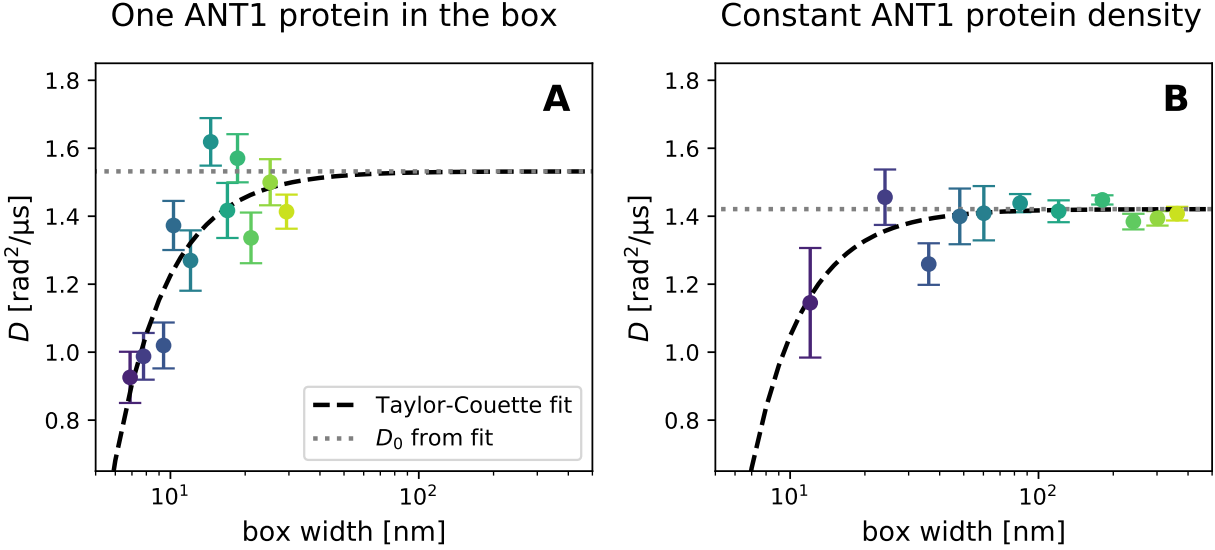 One ANT1 protein in the box
A
1.8
1.6
1.4
1.2
1.0
0.8
D [rad²/µs]
Taylor-Couette fit
D₀ from fit
10¹
10²
box width [nm]
Constant ANT1 protein density
B
1.8
1.6
1.4
1.2
1.0
0.8
D [rad²/µs]
10¹
10²
box width [nm]